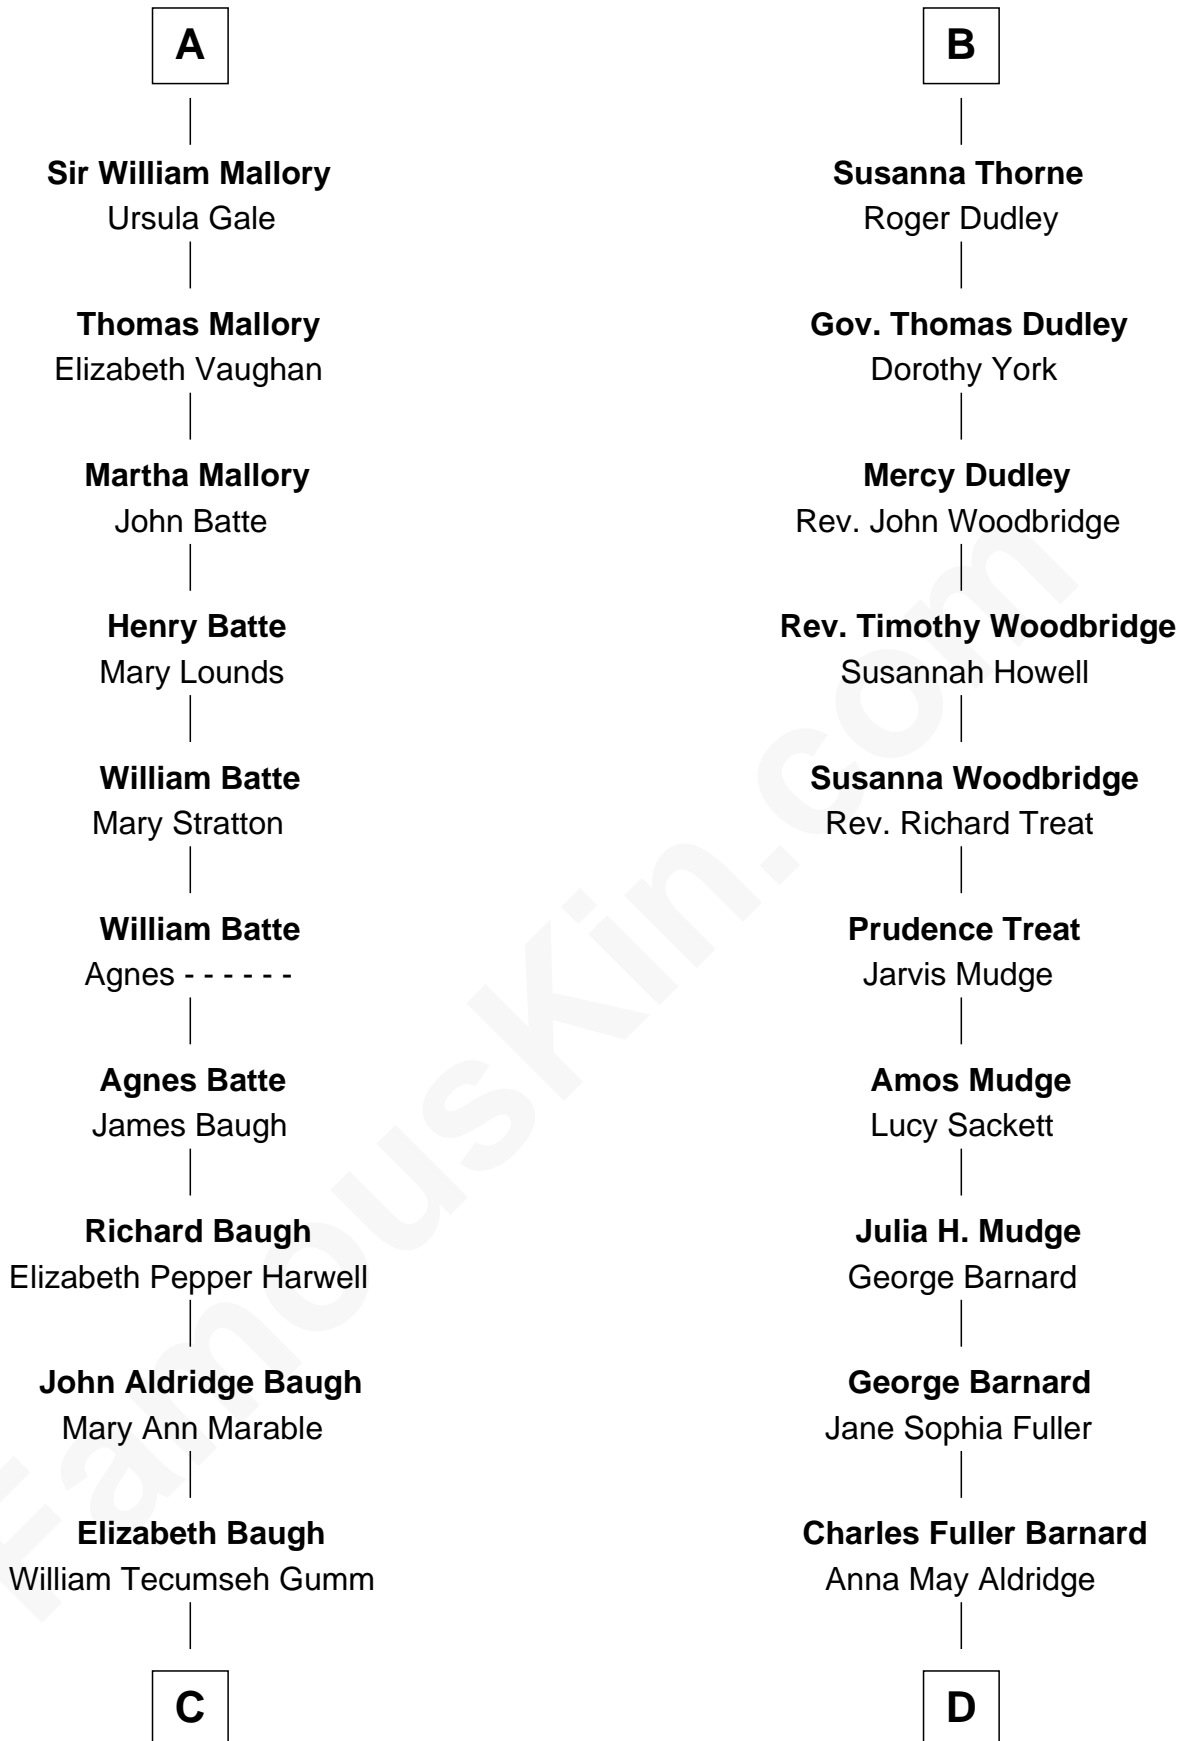 A
Sir William Mallory
Ursula Gale
Thomas Mallory
Elizabeth Vaughan
Martha Mallory
John Batte
Henry Batte
Mary Lounds
William Batte
Mary Stratton
William Batte
Agnes - - - - - -
Agnes Batte
James Baugh
Richard Baugh
Elizabeth Pepper Harwell
John Aldridge Baugh
Mary Ann Marable
Elizabeth Baugh
William Tecumseh Gumm
C
B
Susanna Thorne
Roger Dudley
Gov. Thomas Dudley
Dorothy York
Mercy Dudley
Rev. John Woodbridge
Rev. Timothy Woodbridge
Susannah Howell
Susanna Woodbridge
Rev. Richard Treat
Prudence Treat
Jarvis Mudge
Amos Mudge
Lucy Sackett
Julia H. Mudge
George Barnard
George Barnard
Jane Sophia Fuller
Charles Fuller Barnard
Anna May Aldridge
D
FamousKin.com